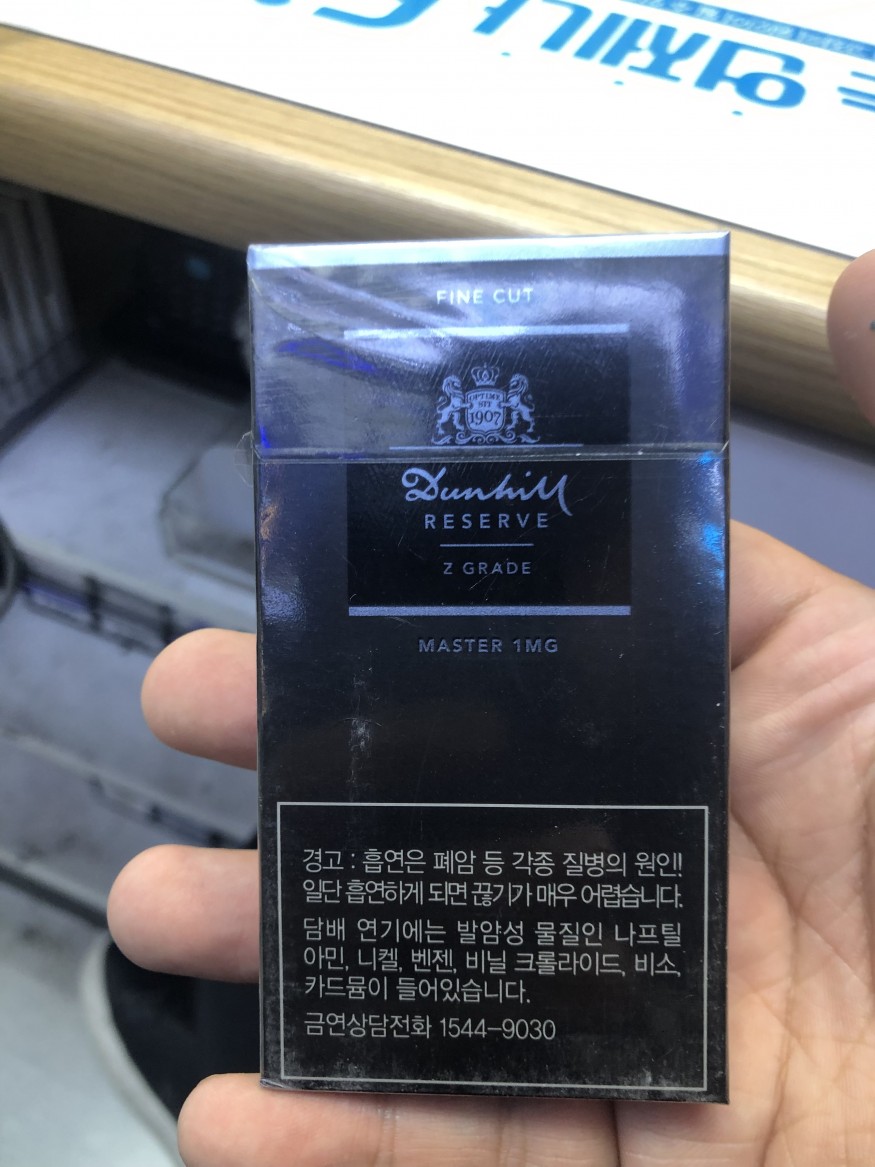 언제나
FINE CUT
OPTIME
SIT
1907
Dunhill
RESERVE
Z GRADE
MASTER 1MG
경고 : 흡연은 폐암 등 각종 질병의 원인!
일단 흡연하게 되면 끊기가 매우 어렵습니다.
담배 연기에는 발암성 물질인 나프틸
아민, 니켈, 벤젠, 비닐 크롤라이드, 비소,
카드뮴이 들어있습니다.
금연상담전화 1544-9030